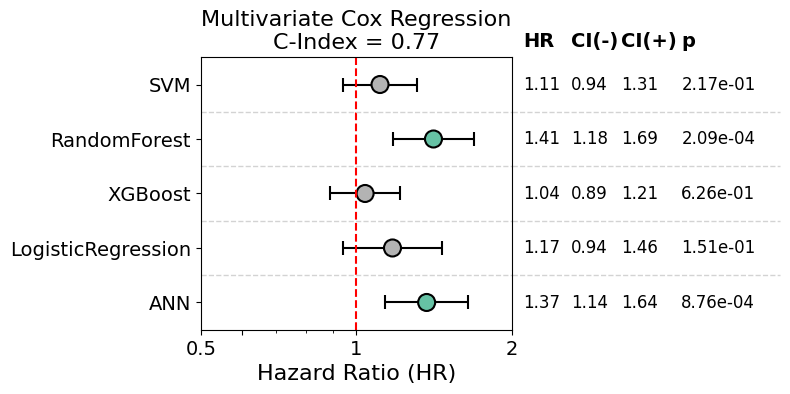 Multivariate Cox Regression
C-Index = 0.77
HR CI(-) CI(+) p
SVM 1.11 0.94 1.31 2.17e-01
RandomForest 1.41 1.18 1.69 2.09e-04
XGBoost 1.04 0.89 1.21 6.26e-01
LogisticRegression 1.17 0.94 1.46 1.51e-01
ANN 1.37 1.14 1.64 8.76e-04
0.5 1 2
Hazard Ratio (HR)